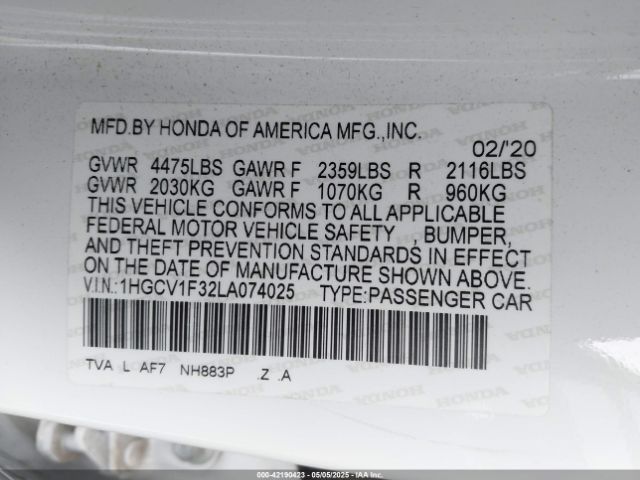 MFD.BY HONDA OF AMERICA MFG.,INC.
02/'20
GVWR 4475LBS GAWR F 2359LBS R 2116LBS
GVWR 2030KG GAWR F 1070KG R 960KG
THIS VEHICLE CONFORMS TO ALL APPLICABLE
FEDERAL MOTOR VEHICLE SAFETY , BUMPER,
AND THEFT PREVENTION STANDARDS IN EFFECT
ON THE DATE OF MANUFACTURE SHOWN ABOVE.
V.I.N.:1HGCV1F32LA074025 TYPE:PASSENGER CAR
TVA L AF7 NH883P .Z .A
000-42190423 - 05/05/2025 - IAA Inc.